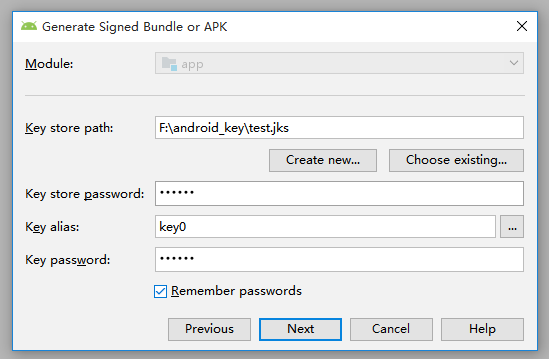 Generate Signed Bundle or APK
Module: app
Key store path: F:\android_key\test.jks
Create new... Choose existing...
Key store password: ••••••
Key alias: key0 ...
Key password: ••••••
Remember passwords
Previous Next Cancel Help